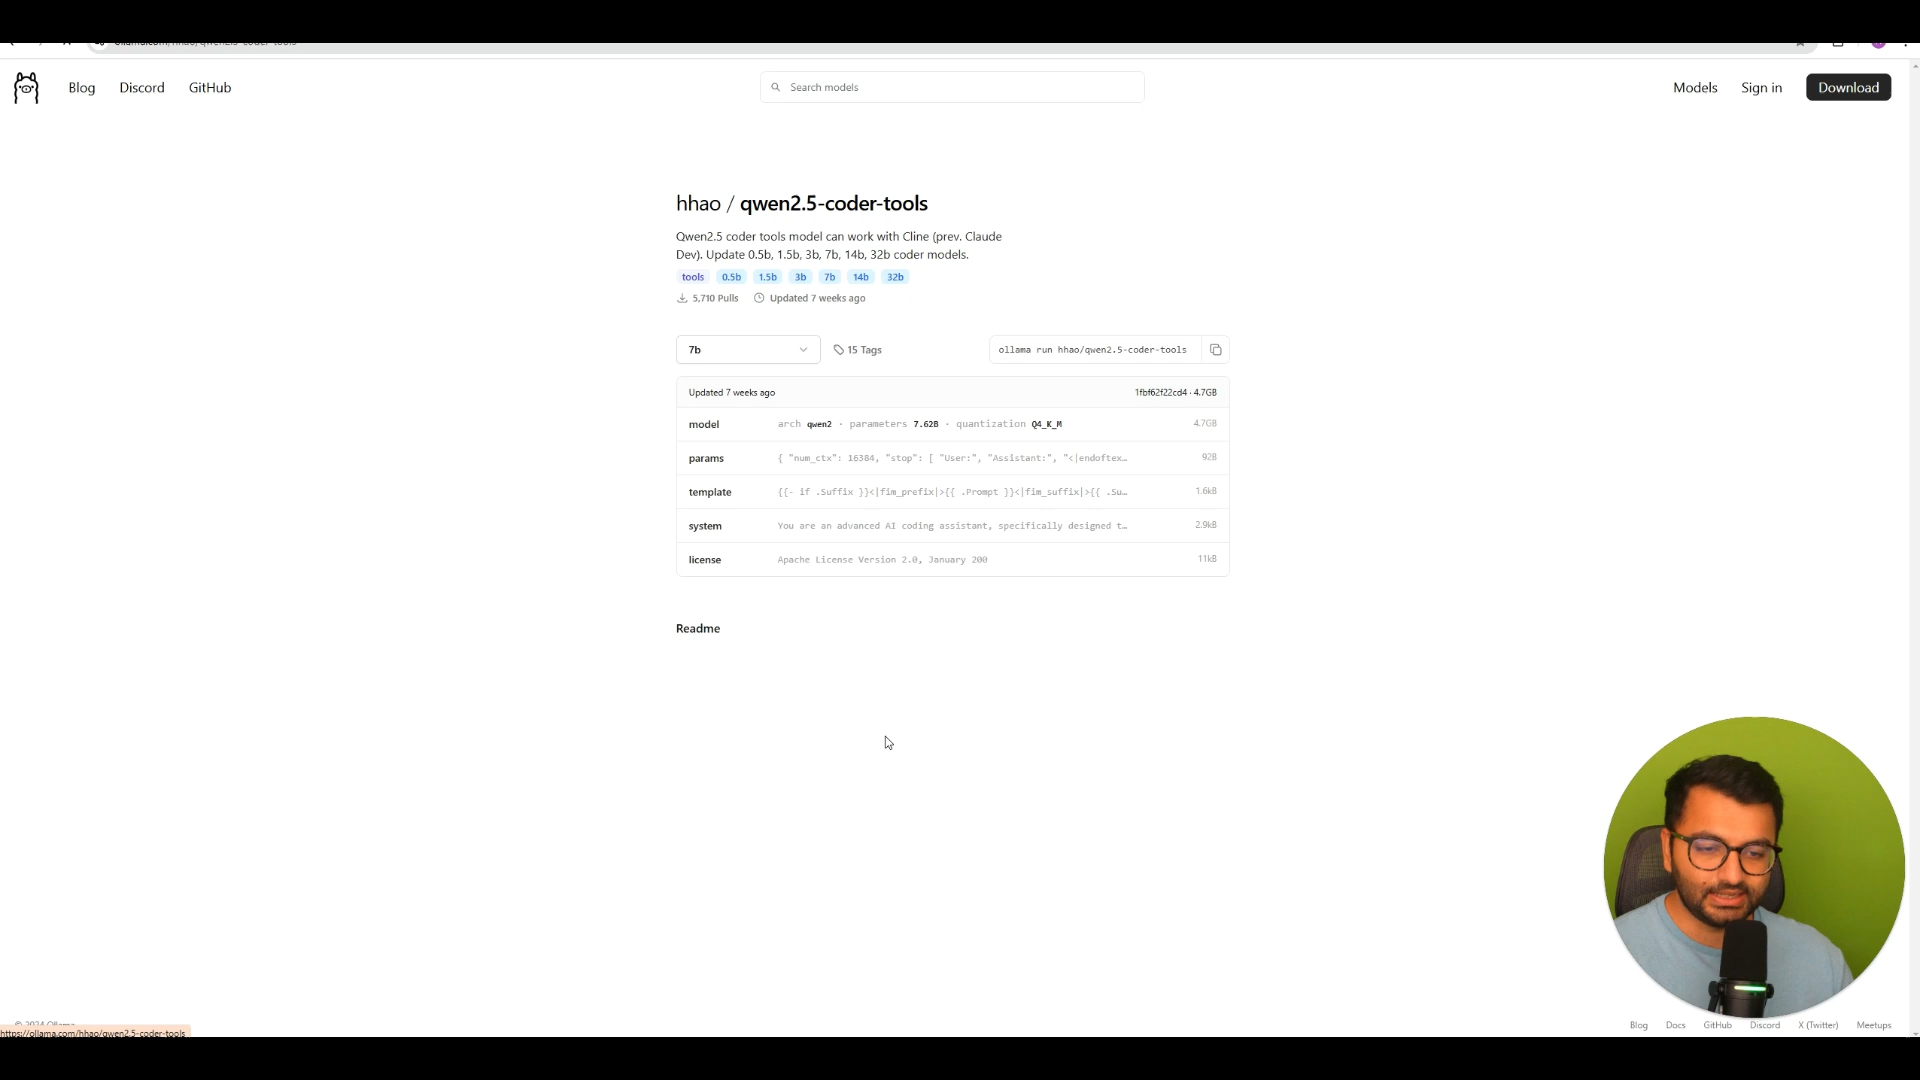 Blog Discord GitHub
Search models
Models Sign in Download
hhao / qwen2.5-coder-tools
Qwen2.5 coder tools model can work with Cline (prev. Claude
Dev). Update 0.5b, 1.5b, 3b, 7b, 14b, 32b coder models.
tools 0.5b 1.5b 3b 7b 14b 32b
5,710 Pulls Updated 7 weeks ago
7b 15 Tags ollama run hhao/qwen2.5-coder-tools
Updated 7 weeks ago 1fbf62f22cd4 · 4.7GB
model arch qwen2 · parameters 7.62B · quantization Q4_K_M 4.7GB
params { "num_ctx": 16384, "stop": [ "User:", "Assistant:", "<|endoftex… 92B
template {{- if .Suffix }}<|fim_prefix|>{{ .Prompt }}<|fim_suffix|>{{ .Su… 1.6kB
system You are an advanced AI coding assistant, specifically designed t… 2.9kB
license Apache License Version 2.0, January 200 11kB
Readme
© 2024 Ollama
https://ollama.com/hhao/qwen2.5-coder-tools
Blog Docs GitHub Discord X (Twitter) Meetups